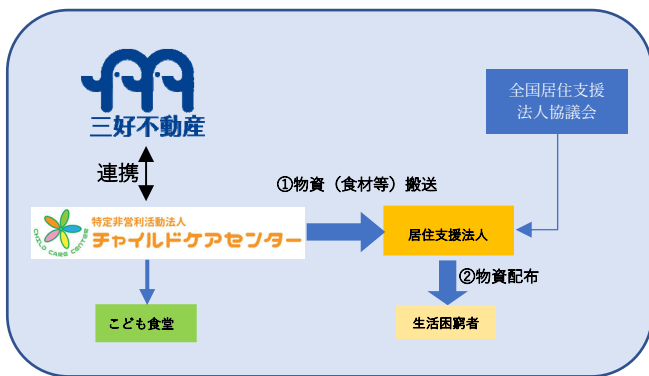 三好不動産
全国居住支援
法人協議会
連携
①物資（食材等）搬送
特定非営利活動法人
チャイルドケアセンター
CHILD CARE CENTER
居住支援法人
②物資配布
こども食堂
生活困窮者